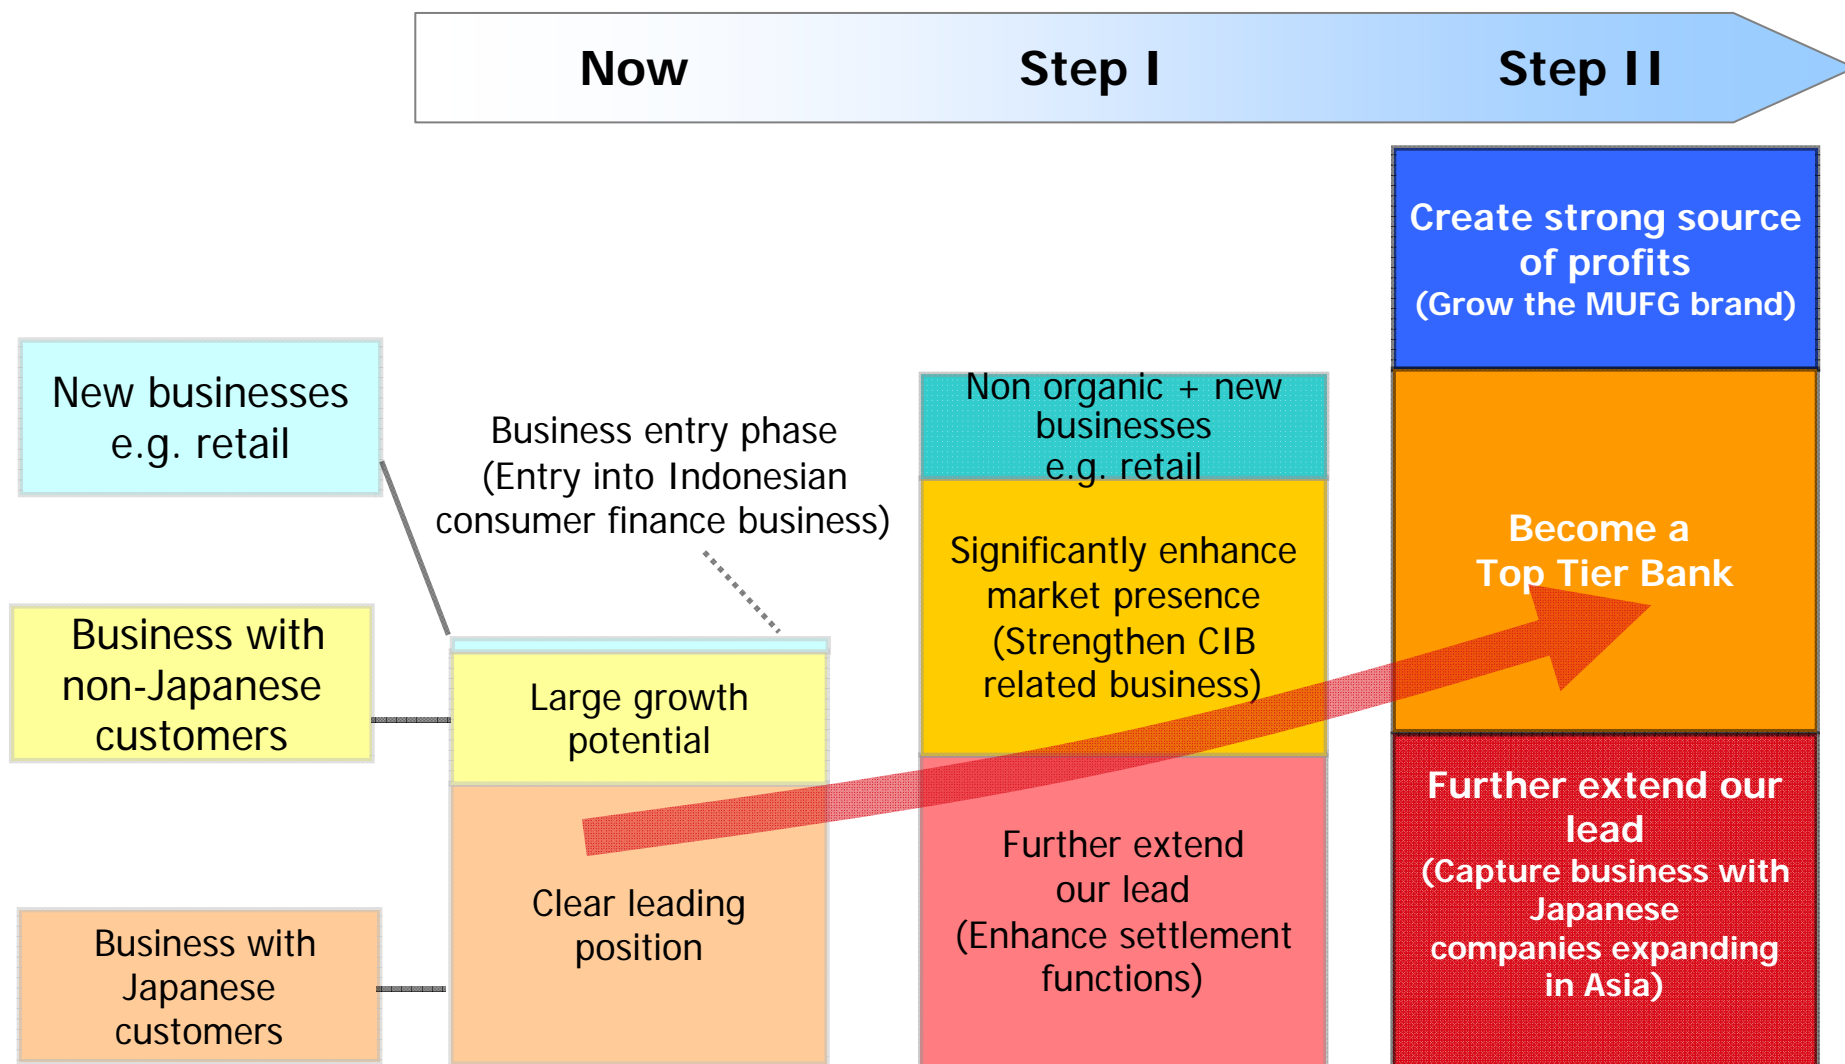 Now
Step I
Step II
New businesses
e.g. retail
Business with
non-Japanese
customers
Business with
Japanese
customers
Business entry phase
(Entry into Indonesian
consumer finance business)
Large growth
potential
Clear leading
position
Non organic + new
businesses
e.g. retail
Significantly enhance
market presence
(Strengthen CIB
related business)
Further extend
our lead
(Enhance settlement
functions)
Create strong source
of profits
(Grow the MUFG brand)
Become a
Top Tier Bank
Further extend our
lead
(Capture business with
Japanese
companies expanding
in Asia)